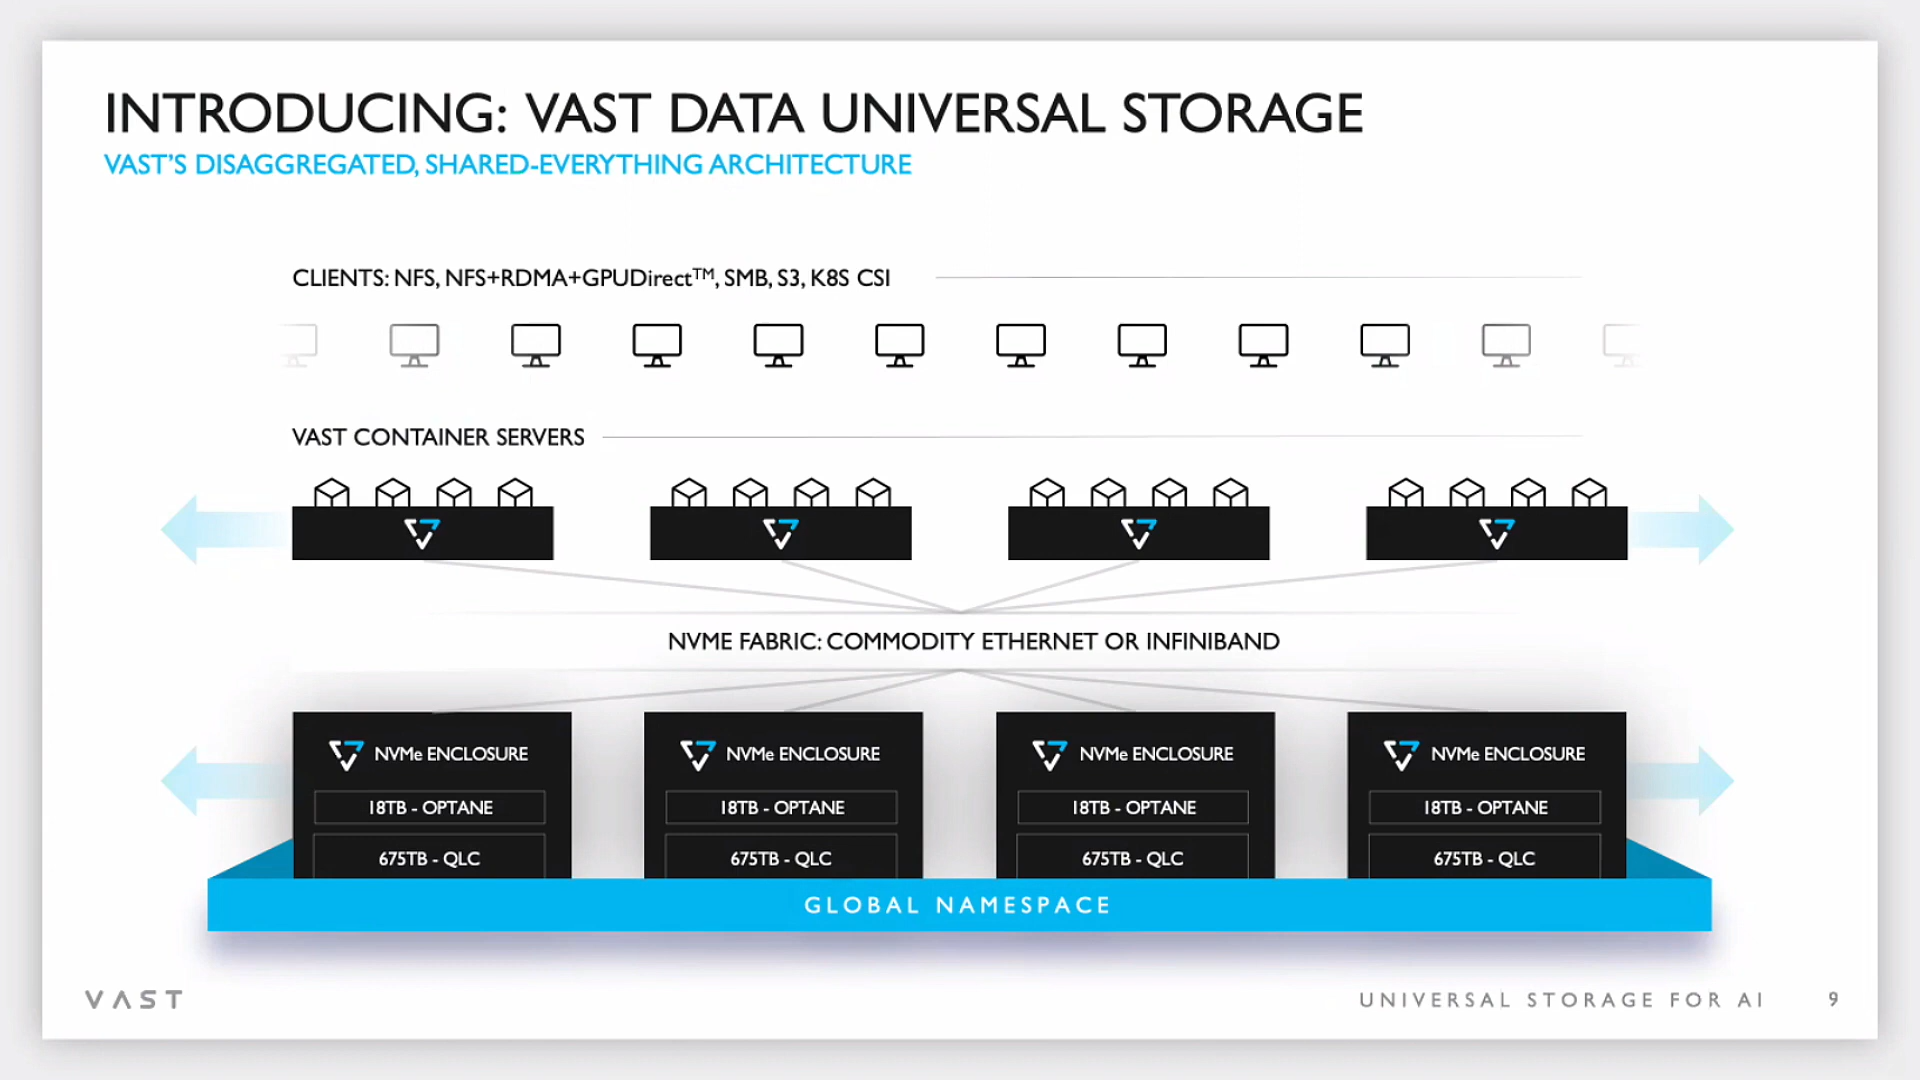 INTRODUCING: VAST DATA UNIVERSAL STORAGE
VAST'S DISAGGREGATED, SHARED-EVERYTHING ARCHITECTURE
CLIENTS: NFS, NFS+RDMA+GPUDirect™, SMB, S3, K8S CSI
VAST CONTAINER SERVERS
NVME FABRIC: COMMODITY ETHERNET OR INFINIBAND
NVMe ENCLOSURE
18TB - OPTANE
675TB - QLC
NVMe ENCLOSURE
18TB - OPTANE
675TB - QLC
NVMe ENCLOSURE
18TB - OPTANE
675TB - QLC
NVMe ENCLOSURE
18TB - OPTANE
675TB - QLC
GLOBAL NAMESPACE
VAST
UNIVERSAL STORAGE FOR AI 9